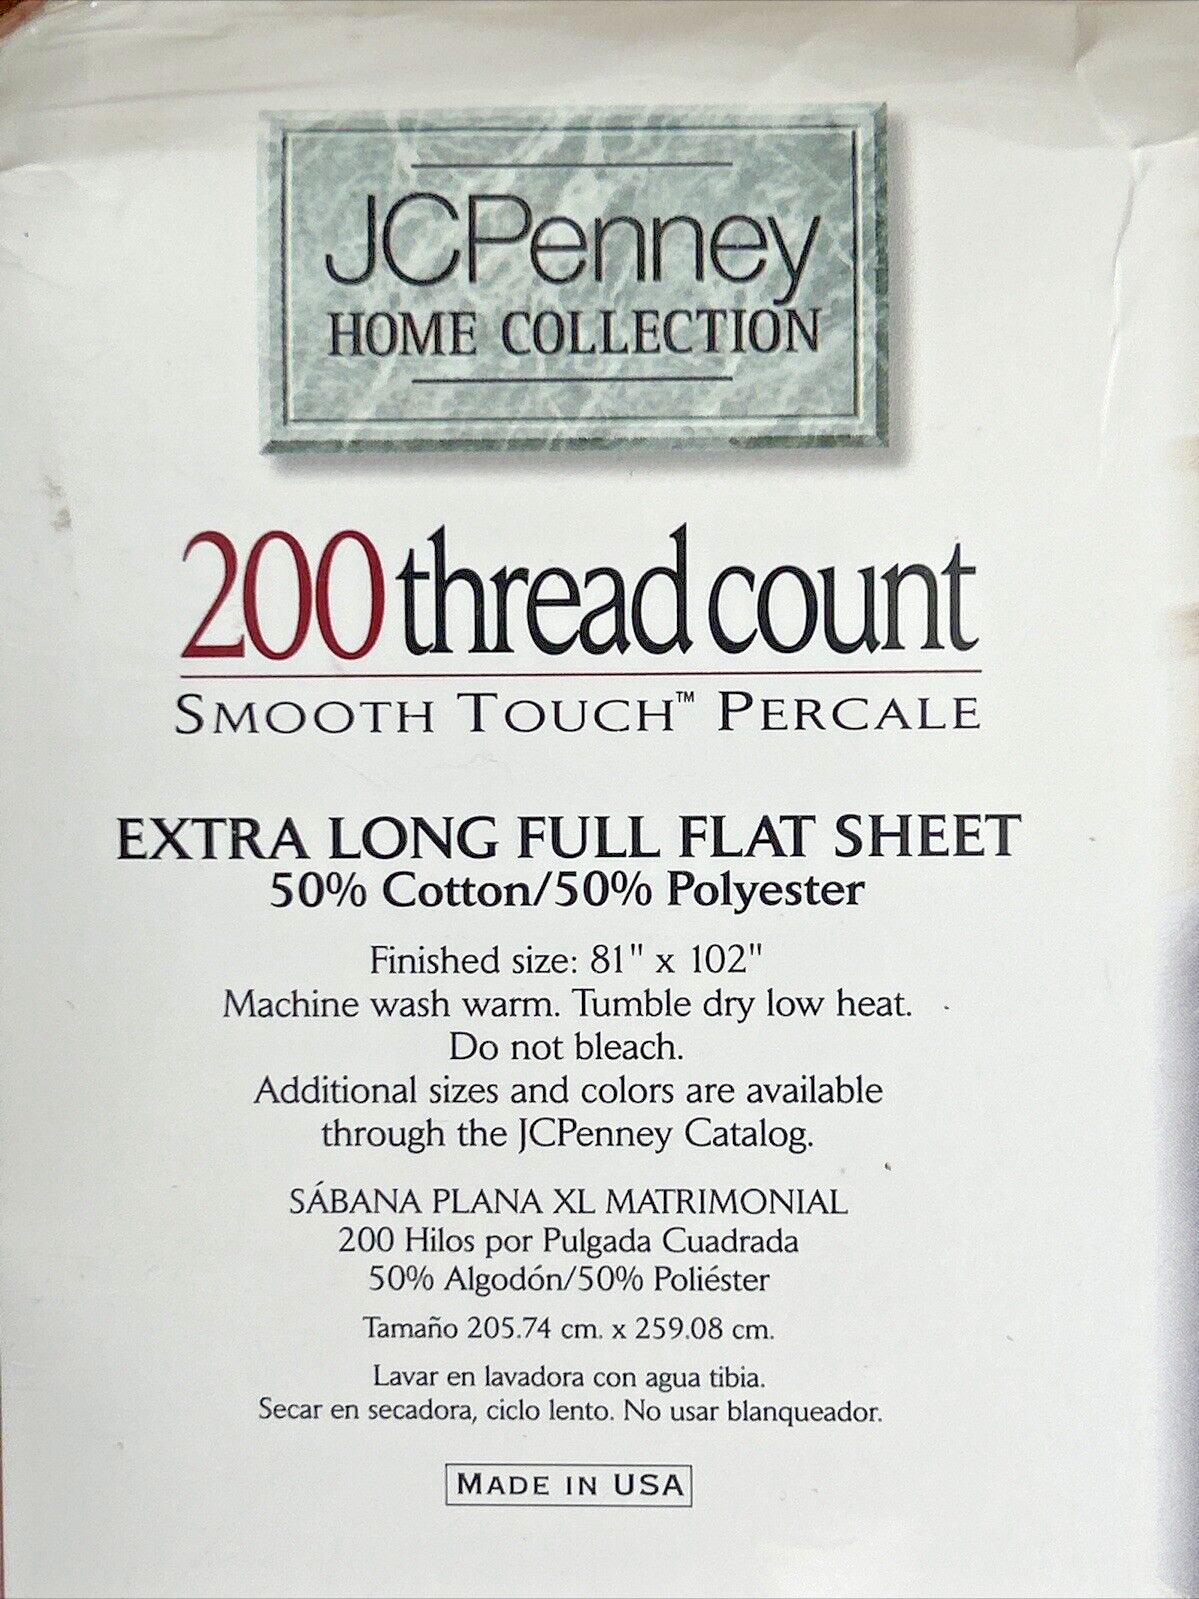 JCPenney
HOME COLLECTION
200 thread count
SMOOTH TOUCH™ PERCALE
EXTRA LONG FULL FLAT SHEET
50% Cotton/50% Polyester
Finished size: 81" x 102"
Machine wash warm. Tumble dry low heat.
Do not bleach.
Additional sizes and colors are available
through the JCPenney Catalog.
SÁBANA PLANA XL MATRIMONIAL
200 Hilos por Pulgada Cuadrada
50% Algodón/50% Poliéster
Tamaño 205.74 cm. x 259.08 cm.
Lavar en lavadora con agua tibia.
Secar en secadora, ciclo lento. No usar blanqueador.
MADE IN USA